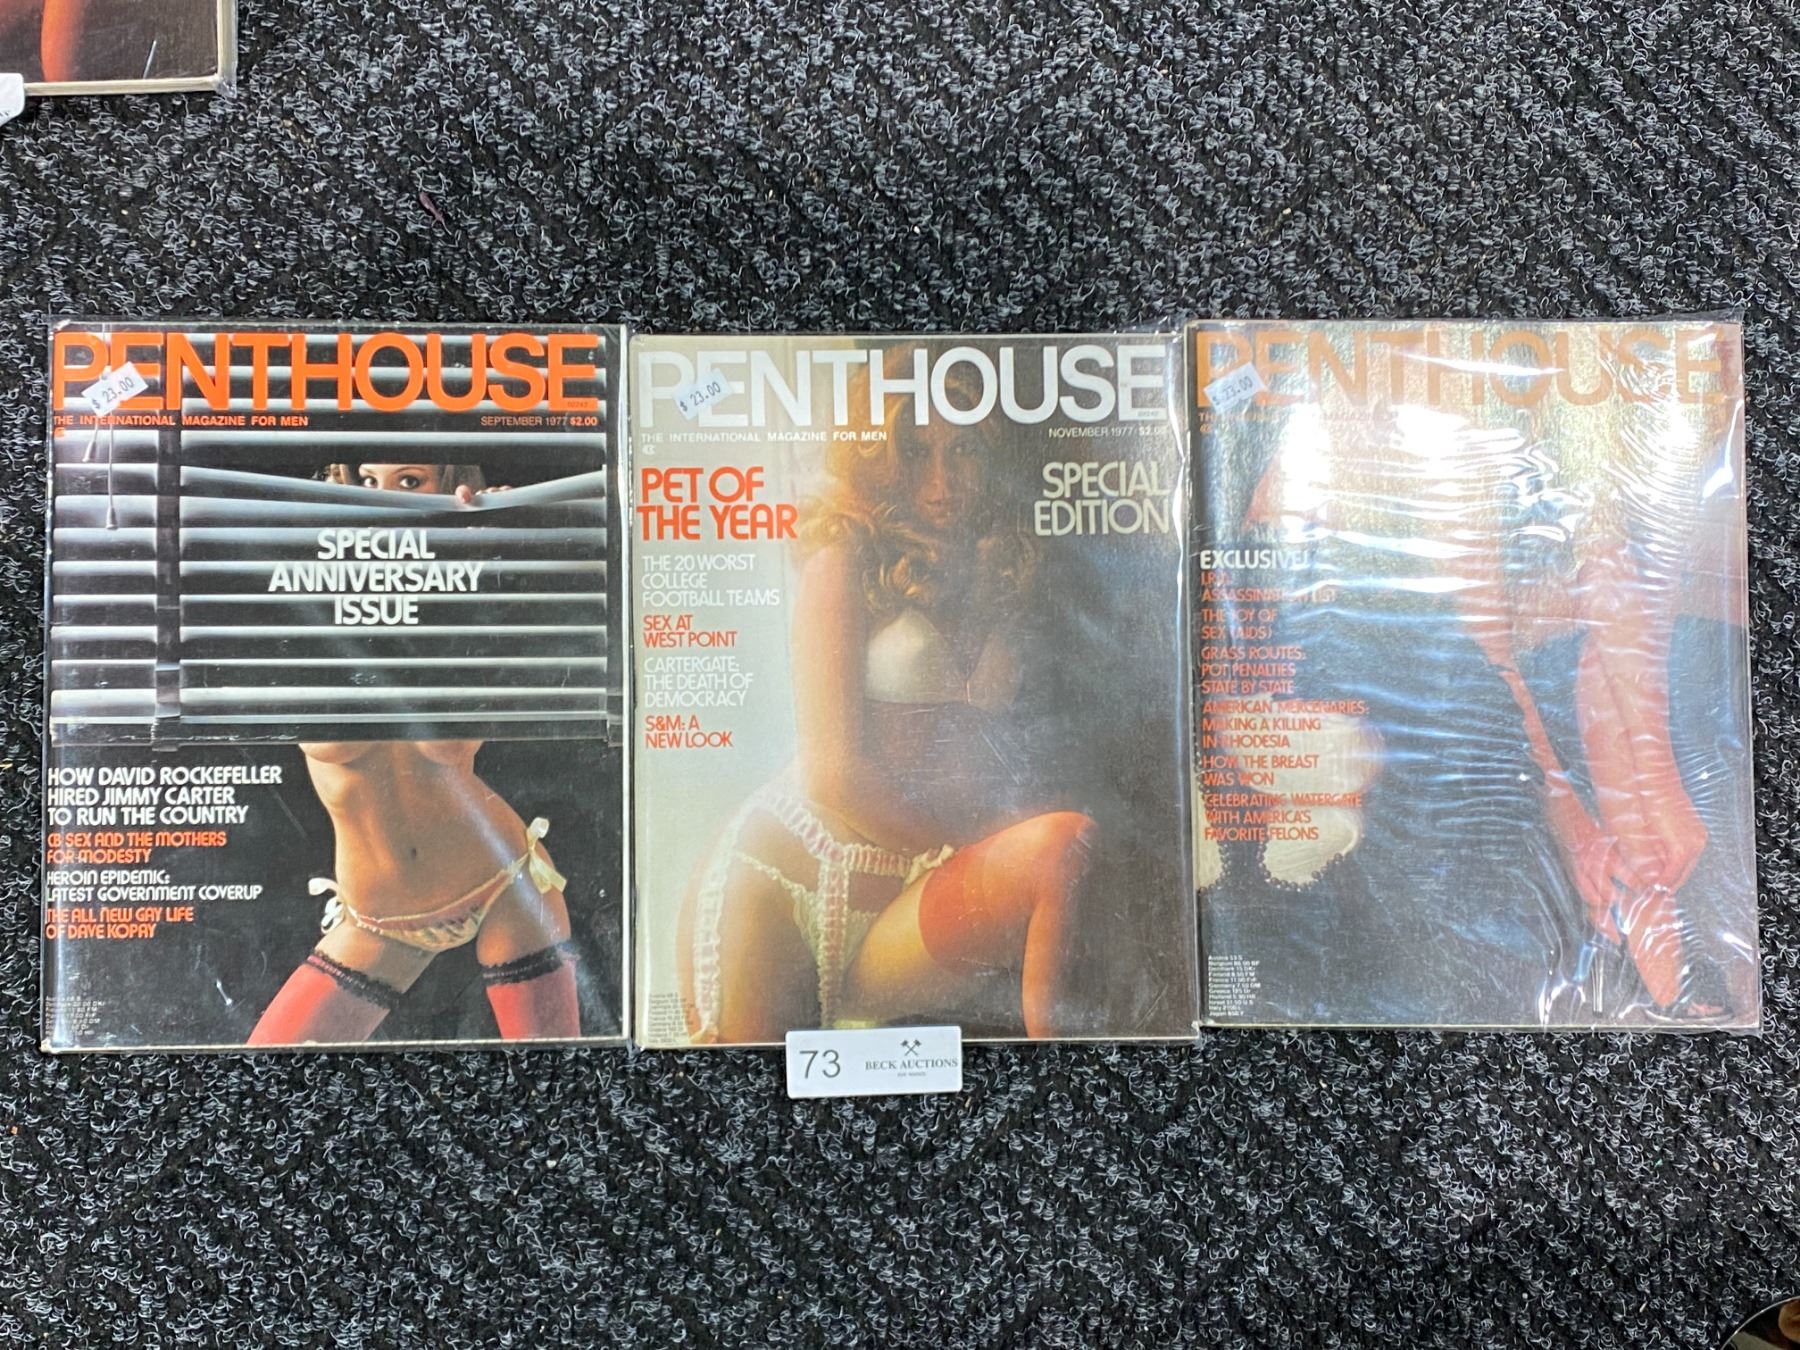 PENTHOUSE
$ 23.00
02242
THE INTERNATIONAL MAGAZINE FOR MEN
SEPTEMBER 1977 $2.00
SPECIAL
ANNIVERSARY
ISSUE
HOW DAVID ROCKEFELLER
HIRED JIMMY CARTER
TO RUN THE COUNTRY
CB SEX AND THE MOTHERS
FOR MODESTY
HEROIN EPIDEMIC:
LATEST GOVERNMENT COVERUP
THE ALL NEW GAY LIFE
OF DAVE KOPAY
PENTHOUSE
$ 23.00
02242
THE INTERNATIONAL MAGAZINE FOR MEN
NOVEMBER 1977 $2.00
PET OF
THE YEAR
SPECIAL
EDITION
THE 20 WORST
COLLEGE
FOOTBALL TEAMS
SEX AT
WEST POINT
CARTERGATE:
THE DEATH OF
DEMOCRACY
S&M: A
NEW LOOK
PENTHOUSE
$ 23.00
EXCLUSIVE!
I.R.A.
ASSASSINATION LIST
THE JOY OF
SEX (AIDS)
GRASS ROUTES:
POT PENALTIES
STATE BY STATE
AMERICAN MERCENARIES:
MAKING A KILLING
IN RHODESIA
HOW THE BREAST
WAS WON
CELEBRATING WATERGATE
WITH AMERICA'S
FAVORITE FELONS
73
BECK AUCTIONS